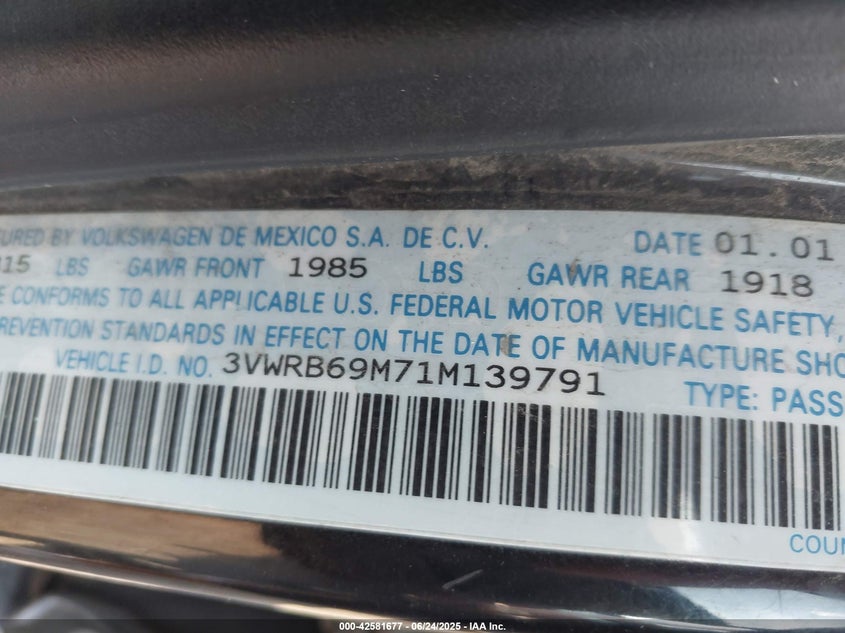 TURED BY VOLKSWAGEN DE MEXICO S.A. DE C.V. DATE 01.01
15 LBS GAWR FRONT 1985 LBS GAWR REAR 1918
E CONFORMS TO ALL APPLICABLE U.S. FEDERAL MOTOR VEHICLE SAFETY,
REVENTION STANDARDS IN EFFECT ON THE DATE OF MANUFACTURE SHO
VEHICLE I.D. NO. 3VWRB69M71M139791 TYPE: PASS
COUN
000-42581677 - 06/24/2025 - IAA Inc.